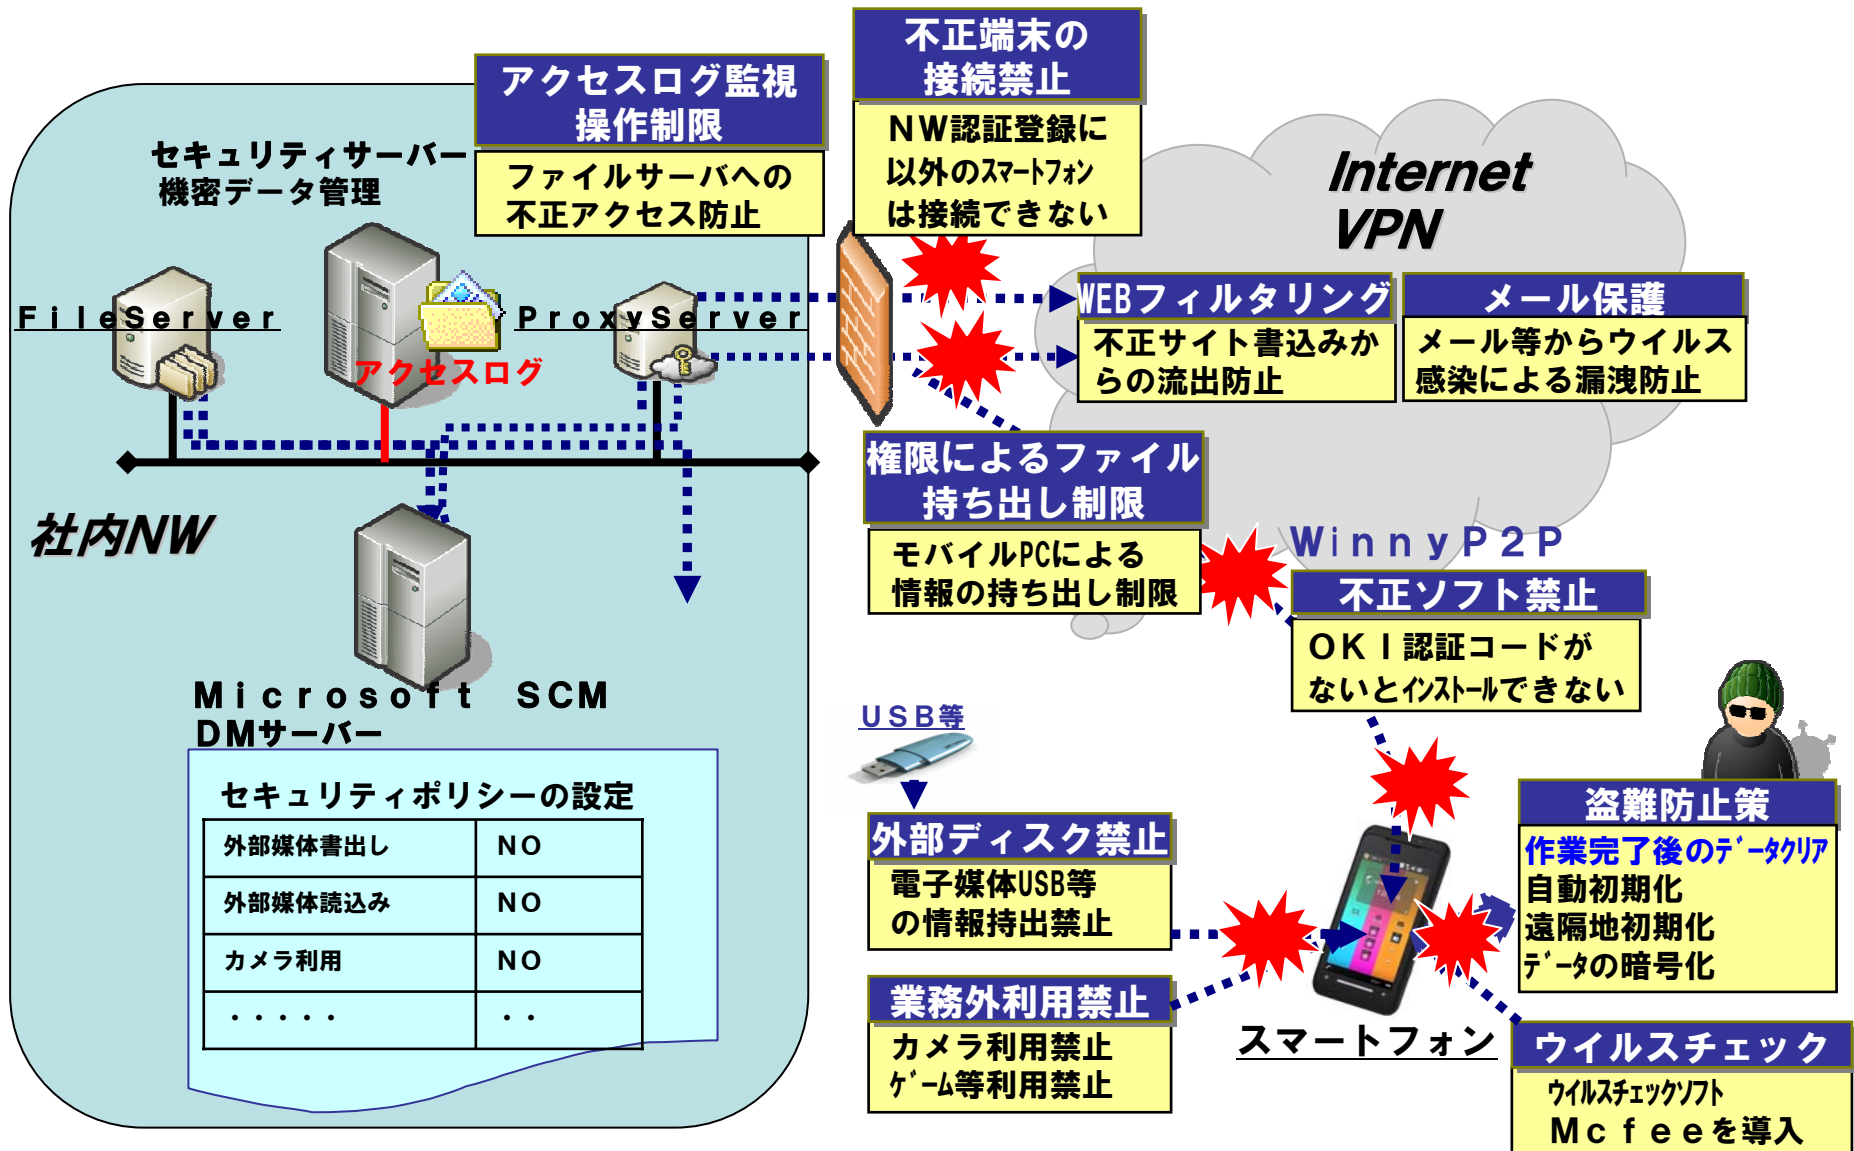 不正端末の
接続禁止
ＮＷ認証登録に
以外のｽﾏｰﾄﾌｫﾝ
は接続できない
アクセスログ監視
操作制限
ファイルサーバへの
不正アクセス防止
セキュリティサーバー
機密データ管理
Internet
VPN
ＦｉｌｅＳｅｒｖｅｒ
アクセスログ
ＰｒｏｘｙＳｅｒｖｅｒ
WEBフィルタリング
不正サイト書込みか
らの流出防止
メール保護
メール等からウイルス
感染による漏洩防止
権限によるファイル
持ち出し制限
モバイルPCによる
情報の持ち出し制限
社内NW
ＷｉｎｎｙＰ２Ｐ
不正ソフト禁止
ＯＫＩ認証コードが
ないとｲﾝｽﾄｰﾙできない
Ｍｉｃｒｏｓｏｆｔ　ＳＣＭ
ＤＭサーバー
セキュリティポリシーの設定
外部媒体書出し　ＮＯ
外部媒体読込み　ＮＯ
カメラ利用　ＮＯ
・・・・・　・・
ＵＳＢ等
外部ディスク禁止
電子媒体USB等
の情報持出禁止
業務外利用禁止
カメラ利用禁止
ｹﾞｰﾑ等利用禁止
スマートフォン
盗難防止策
作業完了後のﾃﾞｰﾀｸﾘｱ
自動初期化
遠隔地初期化
ﾃﾞｰﾀの暗号化
ウイルスチェック
ｳｲﾙｽﾁｪｯｸｿﾌﾄ
Ｍｃｆｅｅを導入